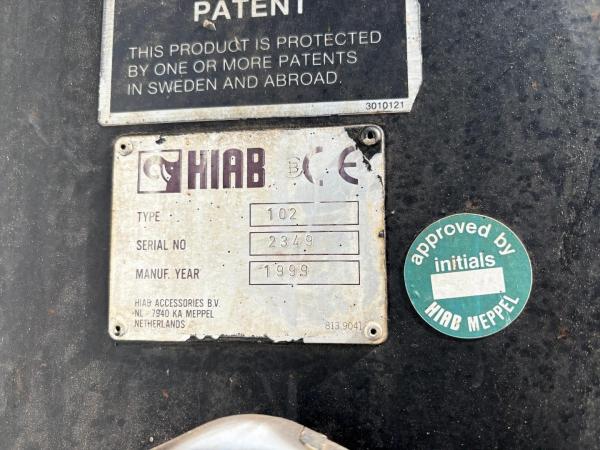 PATENT
THIS PRODUCT IS PROTECTED
BY ONE OR MORE PATENTS
IN SWEDEN AND ABROAD.
3010121
HIAB B CE
TYPE 102
SERIAL NO 2349
MANUF. YEAR 1999
HIAB ACCESSORIES B.V.
NL - 7940 KA MEPPEL
NETHERLANDS
813.9041
approved by
initials
HIAB MEPPEL